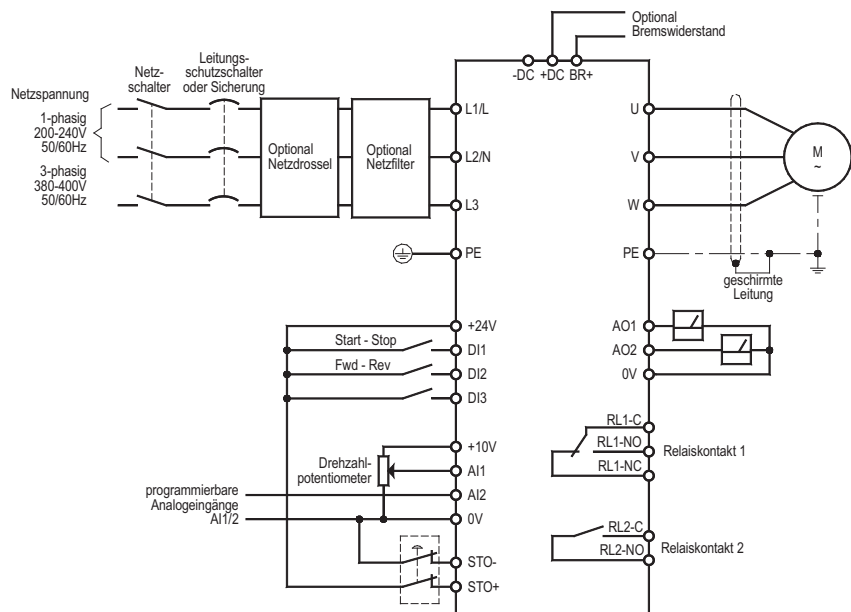 Optional
Bremswiderstand
-DC +DC BR+
Netz-
schalter
Leitungs-
schutzschalter
oder Sicherung
Netzspannung
1-phasig
200-240V
50/60Hz
3-phasig
380-400V
50/60Hz
Optional
Netzdrossel
Optional
Netzfilter
L1/L
L2/N
L3
PE
U
V
W
PE
M
~
geschirmte
Leitung
+24V
Start - Stop
DI1
Fwd - Rev
DI2
DI3
AO1
AO2
0V
+10V
Drehzahl-
potentiometer
AI1
programmierbare
Analogeingänge
AI1/2
AI2
0V
STO-
STO+
RL1-C
RL1-NO
RL1-NC
Relaiskontakt 1
RL2-C
RL2-NO
Relaiskontakt 2